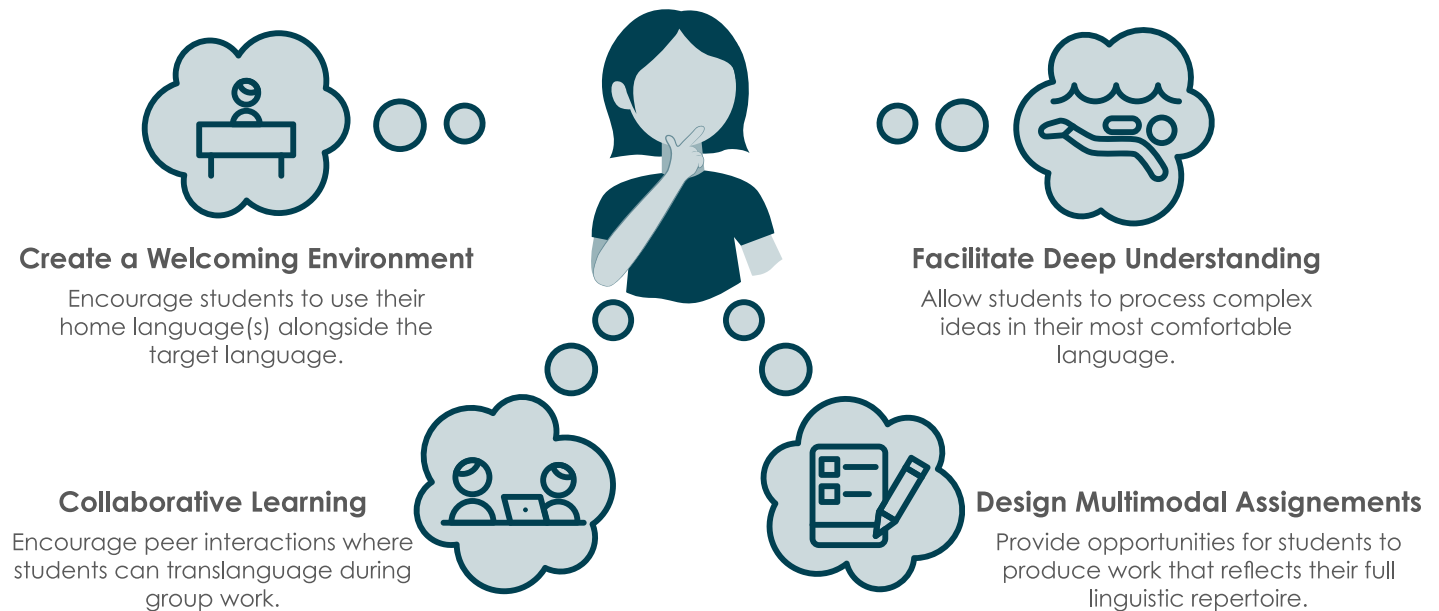 Create a Welcoming Environment
Encourage students to use their
home language(s) alongside the
target language.
Facilitate Deep Understanding
Allow students to process complex
ideas in their most comfortable
language.
Collaborative Learning
Encourage peer interactions where
students can translanguage during
group work.
Design Multimodal Assignements
Provide opportunities for students to
produce work that reflects their full
linguistic repertoire.